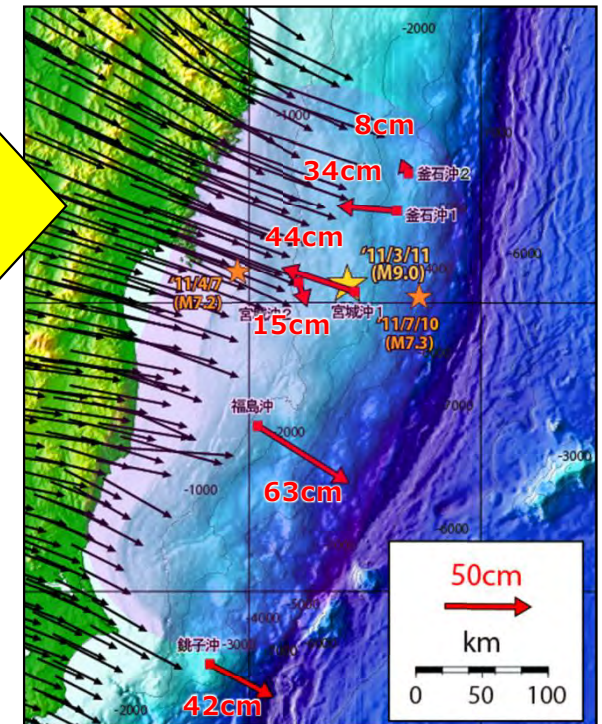 -2000
-1000
8cm
34cm
釜石沖2
釜石沖1
44cm
-6000
'11/3/11
(M9.0)
'11/4/7
(M7.2)
宮城沖2
宮城沖1
15cm
'11/7/10
(M7.3)
福島沖
-7000
-2000
-3000
-1000
63cm
-6000
50cm
-4000
-5000
銚子沖
-3000
km
42cm
-2000
0 50 100